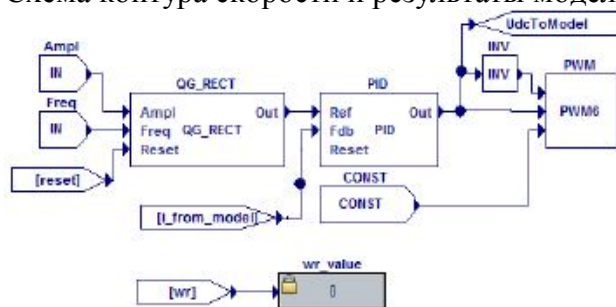 Схема контура скорости и результаты модел
UdcToModel
Ampl
INV
IN
QG_RECT
PID
INV
PWM
Freq
Ampl
Out
Ref
Out
PWM6
IN
Freq
QG_RECT
Fdb
PID
Reset
Reset
[reset]
CONST
CONST
[i_from_model]
wr_value
[wr]
0